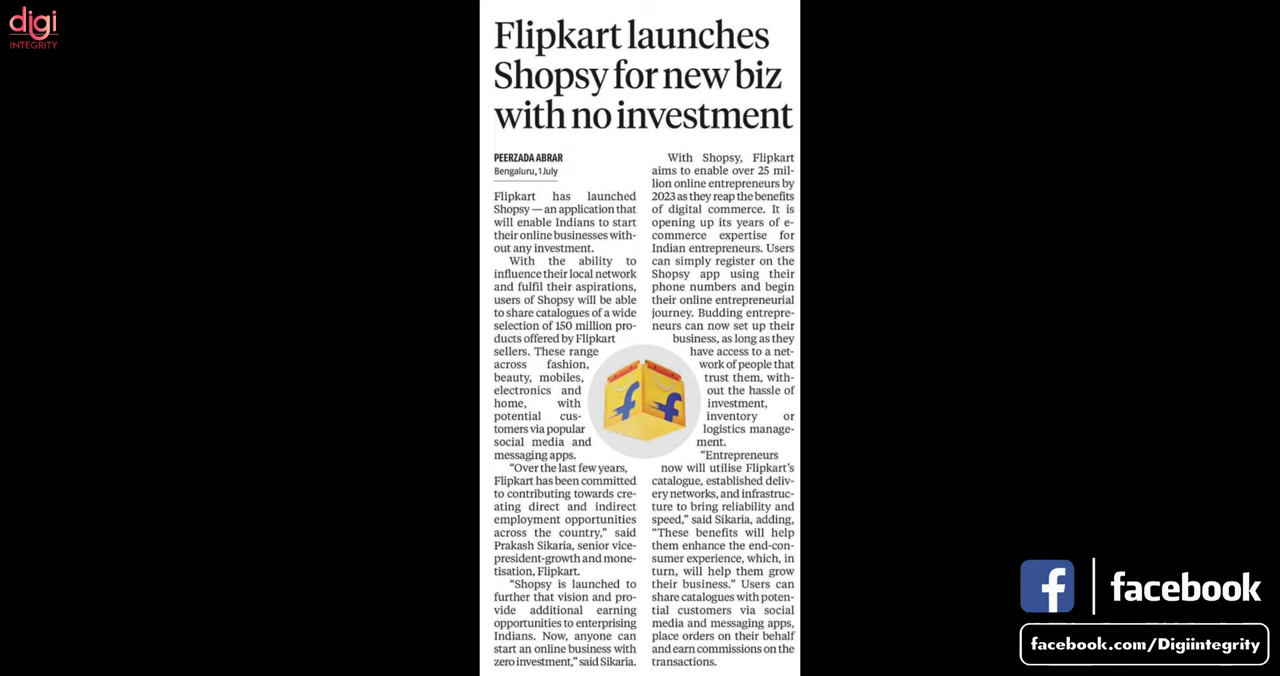 digi
INTEGRITY
Flipkart launches
Shopsy for new biz
with no investment
PEERZADA ABRAR
Bengaluru, 1 July
Flipkart has launched
Shopsy — an application that
will enable Indians to start
their online businesses with-
out any investment.
With the ability to
influence their local network
and fulfil their aspirations,
users of Shopsy will be able
to share catalogues of a wide
selection of 150 million pro-
ducts offered by Flipkart
sellers. These range
across fashion,
beauty, mobiles,
electronics and
home, with
potential cus-
tomers via popular
social media and
messaging apps.
“Over the last few years,
Flipkart has been committed
to contributing towards cre-
ating direct and indirect
employment opportunities
across the country,” said
Prakash Sikaria, senior vice-
president-growth and mone-
tisation, Flipkart.
“Shopsy is launched to
further that vision and pro-
vide additional earning
opportunities to enterprising
Indians. Now, anyone can
start an online business with
zero investment,” said Sikaria.
With Shopsy, Flipkart
aims to enable over 25 mil-
lion online entrepreneurs by
2023 as they reap the benefits
of digital commerce. It is
opening up its years of e-
commerce expertise for
Indian entrepreneurs. Users
can simply register on the
Shopsy app using their
phone numbers and begin
their online entrepreneurial
journey. Budding entrepre-
neurs can now set up their
business, as long as they
have access to a net-
work of people that
trust them, with-
out the hassle of
investment,
inventory or
logistics manage-
ment.
“Entrepreneurs
now will utilise Flipkart’s
catalogue, established deliv-
ery networks, and infrastruc-
ture to bring reliability and
speed,” said Sikaria, adding,
“These benefits will help
them enhance the end-con-
sumer experience, which, in
turn, will help them grow
their business.” Users can
share catalogues with poten-
tial customers via social
media and messaging apps,
place orders on their behalf
and earn commissions on the
transactions.
facebook
facebook.com/Digiintegrity